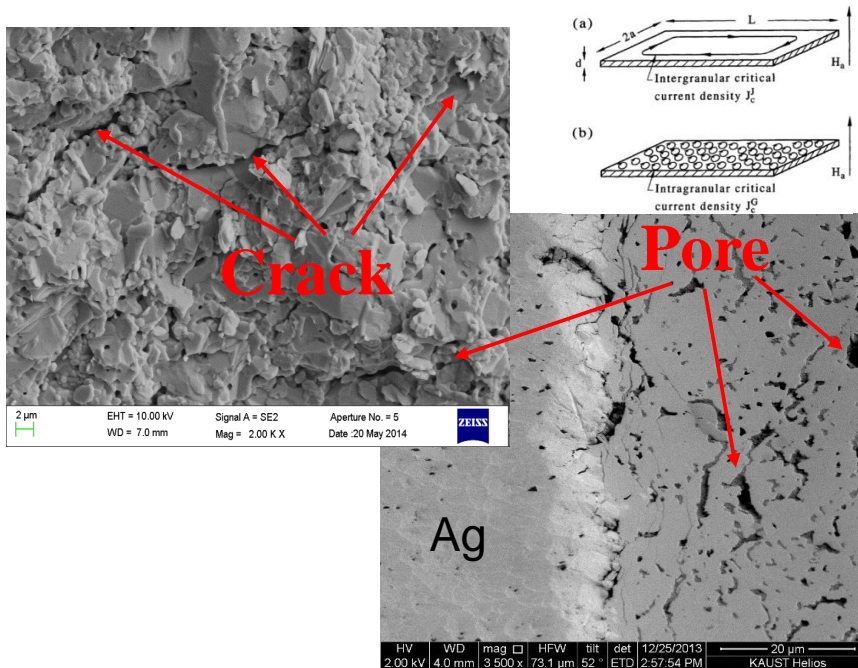 (a)
L
2a
d
Intergranular critical
current density J_c^J
H_a
(b)
Intragranular critical
current density J_c^G
H_a
Crack
Pore
2 µm
EHT = 10.00 kV
WD = 7.0 mm
Signal A = SE2
Mag = 2.00 K X
Aperture No. = 5
Date :20 May 2014
ZEISS
Ag
HV WD mag □ HFW tilt det 12/25/2013 20 µm
2.00 kV 4.0 mm 3 500 x 73.1 µm 52 ° ETD 2:57:54 PM KAUST Helios